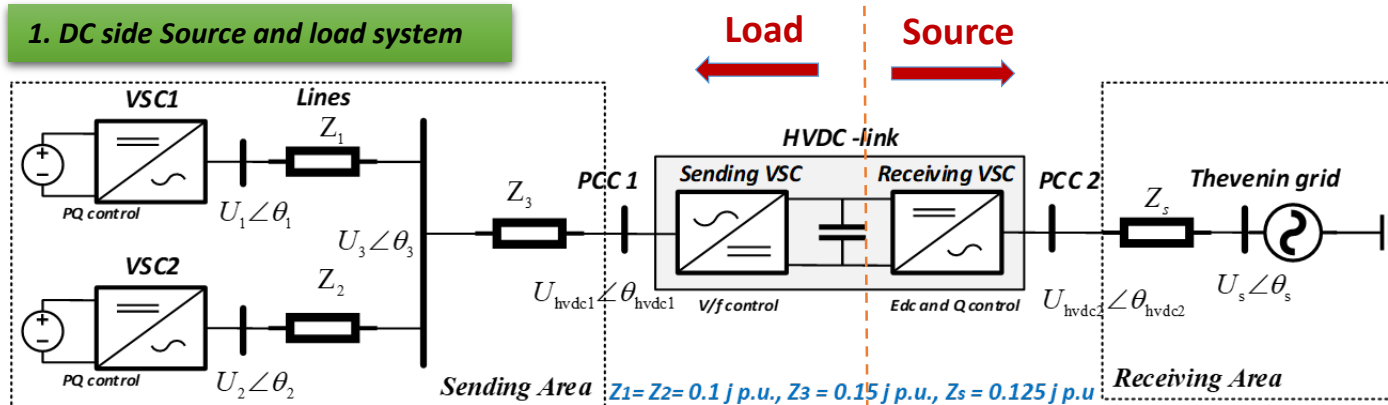 1. DC side Source and load system
Load
Source
VSC1
Lines
Z1
PQ control
U1∠θ1
VSC2
Z2
PQ control
U2∠θ2
U3∠θ3
Z3
PCC 1
Uhvdc1∠θhvdc1
HVDC -link
Sending VSC
Receiving VSC
V/f control
Edc and Q control
PCC 2
Uhvdc2∠θhvdc2
Zs
Thevenin grid
Us∠θs
Sending Area
Z1= Z2= 0.1 j p.u., Z3 = 0.15 j p.u., Zs = 0.125 j p.u
Receiving Area